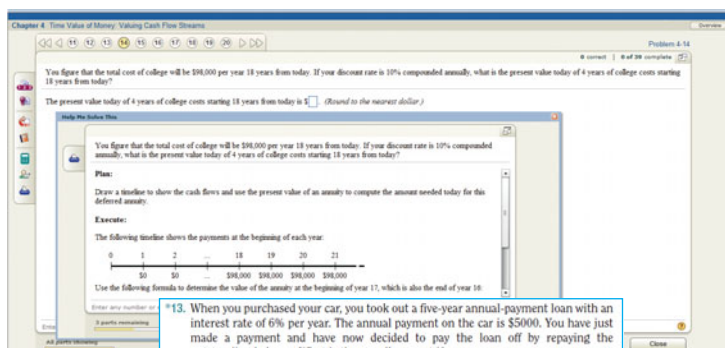 Chapter 4 Time Value of Money: Valuing Cash Flow Streams
Overview
11 12 13 14 15 16 17 18 19 20
Problem 4-14
0 correct | 0 of 20 complete
You figure that the total cost of college will be $98,000 per year 18 years from today. If your discount rate is 10% compounded annually, what is the present value today of 4 years of college costs starting
18 years from today?
The present value today of 4 years of college costs starting 18 years from today is $ . (Round to the nearest dollar.)
Help Me Solve This
You figure that the total cost of college will be $98,000 per year 18 years from today. If your discount rate is 10% compounded
annually, what is the present value today of 4 years of college costs starting 18 years from today?
Plan:
Draw a timeline to show the cash flows and use the present value of an annuity to compute the amount needed today for this
deferred annuity.
Execute:
The following timeline shows the payments at the beginning of each year:
0 1 2 ... 18 19 20 21
$0 $0 ... $98,000 $98,000 $98,000 $98,000
Use the following formula to determine the value of the annuity at the beginning of year 17, which is also the end of year 16:
Enter any number or
3 parts remaining
*13. When you purchased your car, you took out a five-year annual-payment loan with an
interest rate of 6% per year. The annual payment on the car is $5000. You have just
made a payment and have now decided to pay the loan off by repaying the
Ente
All parts showing
Close